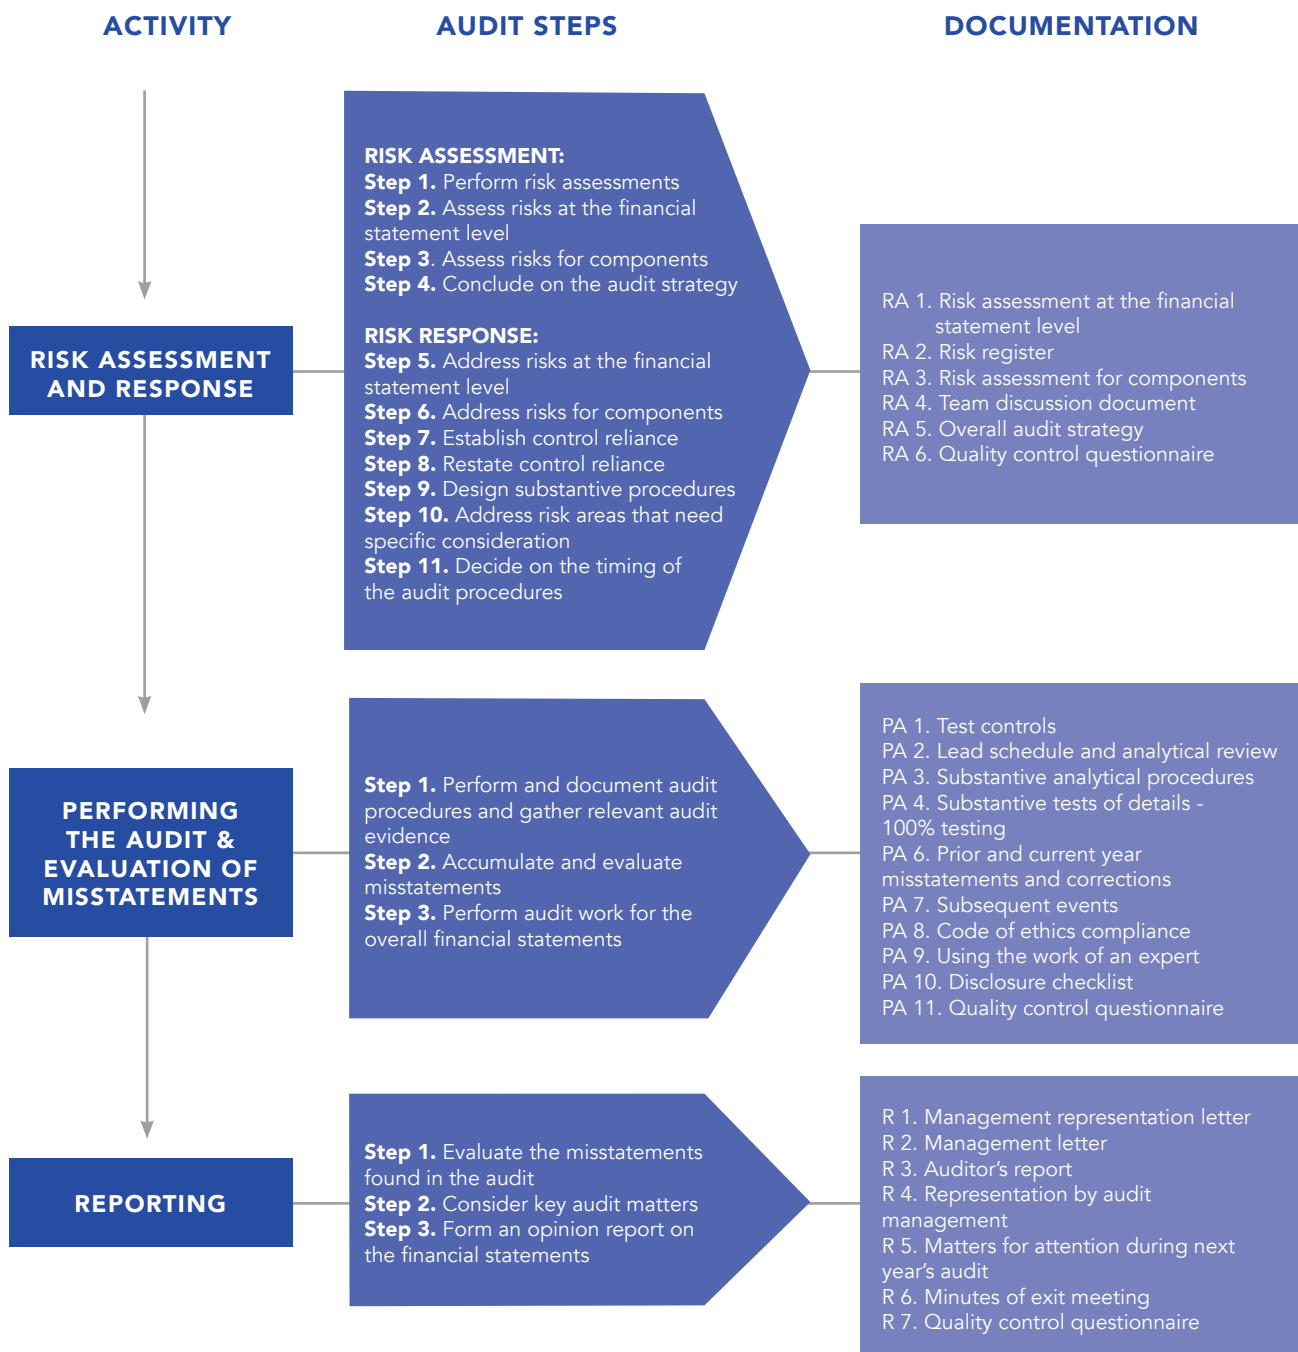 ACTIVITY
AUDIT STEPS
DOCUMENTATION
RISK ASSESSMENT
AND RESPONSE
RISK ASSESSMENT:
Step 1. Perform risk assessments
Step 2. Assess risks at the financial
statement level
Step 3. Assess risks for components
Step 4. Conclude on the audit strategy
RISK RESPONSE:
Step 5. Address risks at the financial
statement level
Step 6. Address risks for components
Step 7. Establish control reliance
Step 8. Restate control reliance
Step 9. Design substantive procedures
Step 10. Address risk areas that need
specific consideration
Step 11. Decide on the timing of
the audit procedures
RA 1. Risk assessment at the financial
statement level
RA 2. Risk register
RA 3. Risk assessment for components
RA 4. Team discussion document
RA 5. Overall audit strategy
RA 6. Quality control questionnaire
PERFORMING
THE AUDIT &
EVALUATION OF
MISSTATEMENTS
Step 1. Perform and document audit
procedures and gather relevant audit
evidence
Step 2. Accumulate and evaluate
misstatements
Step 3. Perform audit work for the
overall financial statements
PA 1. Test controls
PA 2. Lead schedule and analytical review
PA 3. Substantive analytical procedures
PA 4. Substantive tests of details -
100% testing
PA 6. Prior and current year
misstatements and corrections
PA 7. Subsequent events
PA 8. Code of ethics compliance
PA 9. Using the work of an expert
PA 10. Disclosure checklist
PA 11. Quality control questionnaire
REPORTING
Step 1. Evaluate the misstatements
found in the audit
Step 2. Consider key audit matters
Step 3. Form an opinion report on
the financial statements
R 1. Management representation letter
R 2. Management letter
R 3. Auditor’s report
R 4. Representation by audit
management
R 5. Matters for attention during next
year’s audit
R 6. Minutes of exit meeting
R 7. Quality control questionnaire